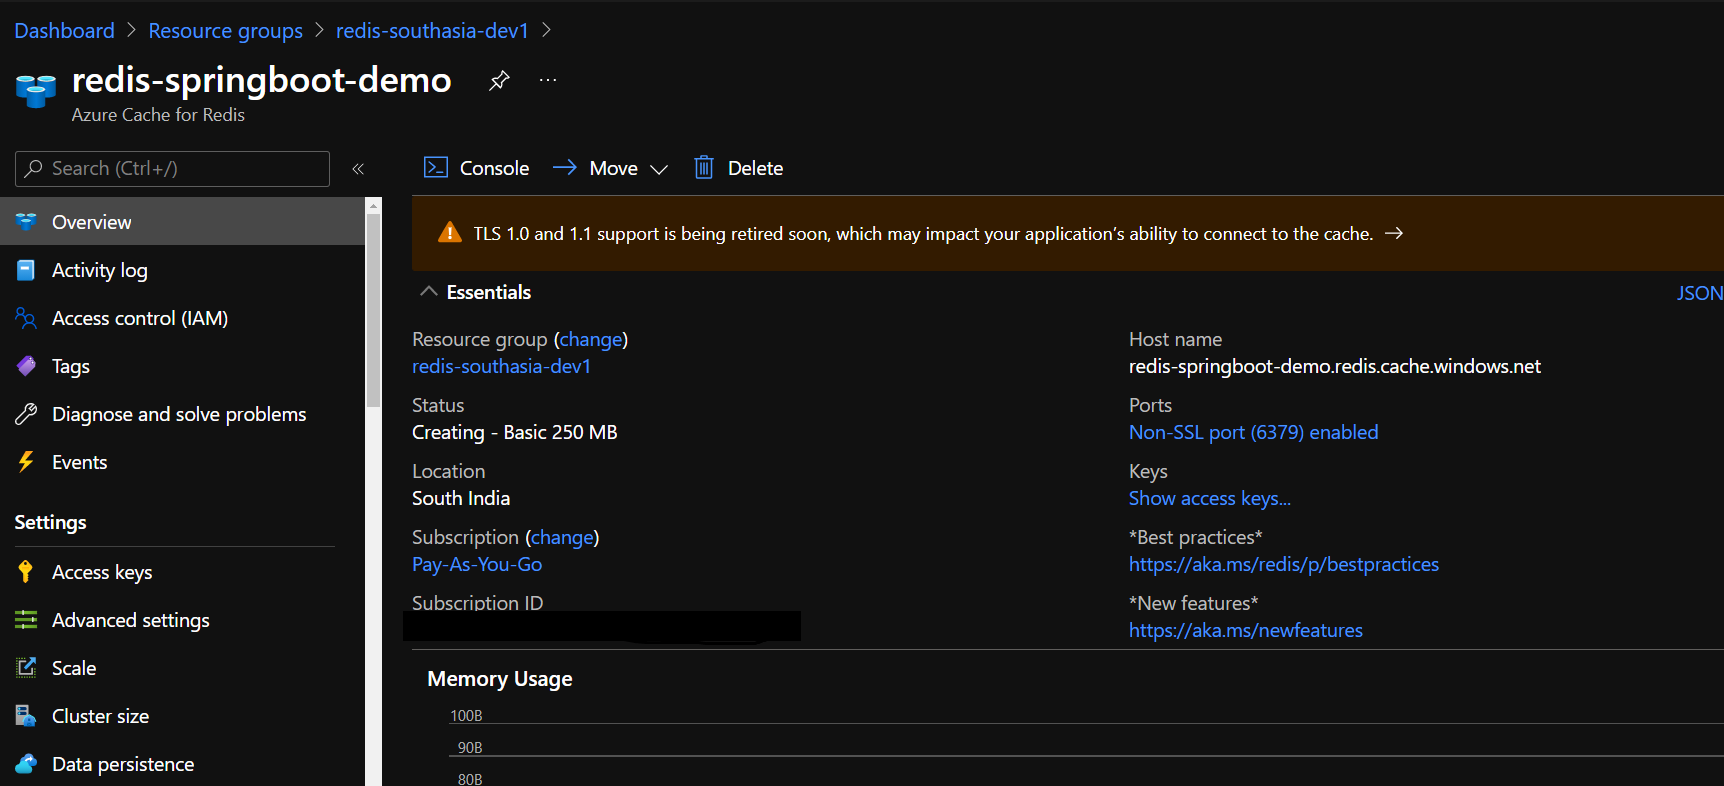 Dashboard > Resource groups > redis-southasia-dev1 >
redis-springboot-demo ...
Azure Cache for Redis
Search (Ctrl+/) «
Console Move Delete
Overview
Activity log
Access control (IAM)
Tags
Diagnose and solve problems
Events
Settings
Access keys
Advanced settings
Scale
Cluster size
Data persistence
TLS 1.0 and 1.1 support is being retired soon, which may impact your application’s ability to connect to the cache. →
Essentials
JSON
Resource group (change)
redis-southasia-dev1
Status
Creating - Basic 250 MB
Location
South India
Subscription (change)
Pay-As-You-Go
Subscription ID
Host name
redis-springboot-demo.redis.cache.windows.net
Ports
Non-SSL port (6379) enabled
Keys
Show access keys...
*Best practices*
https://aka.ms/redis/p/bestpractices
*New features*
https://aka.ms/newfeatures
Memory Usage
100B
90B
80B